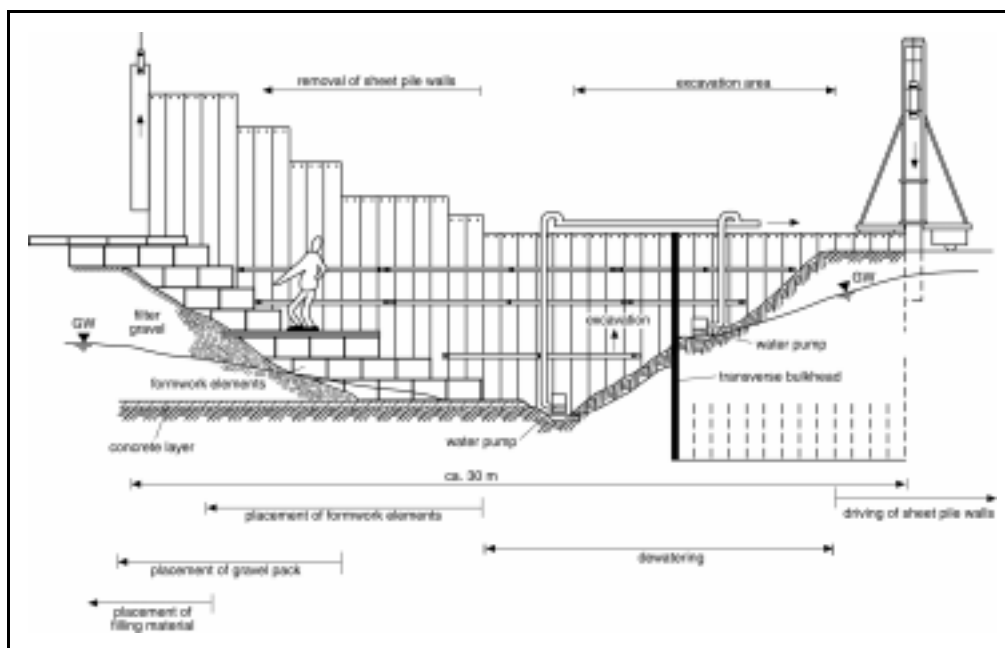 removal of sheet pile walls
excavation area
GW
filter
gravel
GW
excavation
water pump
formwork elements
transverse bulkhead
water pump
concrete layer
ca. 30 m
placement of formwork elements
driving of sheet pile walls
dewatering
placement of gravel pack
placement of
filling material